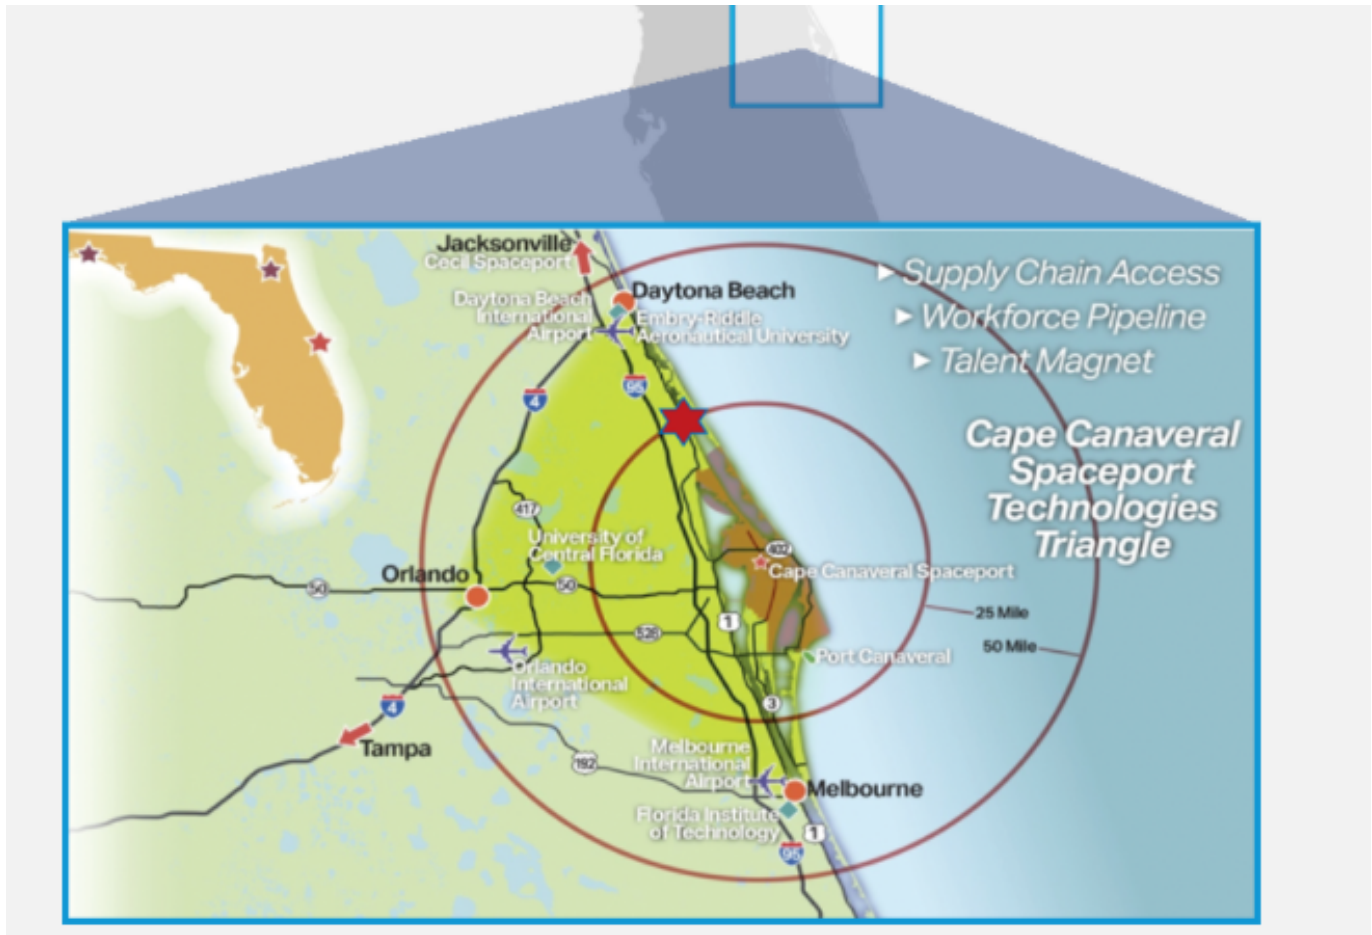 Jacksonville
Cecil Spaceport
Daytona Beach
International
Airport
Daytona Beach
Embry-Riddle
Aeronautical University
Supply Chain Access
Workforce Pipeline
Talent Magnet
4
95
Cape Canaveral
Spaceport
Technologies
Triangle
417
University of
Central Florida
402
Cape Canaveral Spaceport
Orlando
50
50
25 Mile
1
528
50 Mile
Port Canaveral
Orlando
International
Airport
4
3
Tampa
192
Melbourne
International
Airport
Melbourne
Florida Institute
of Technology
1
95